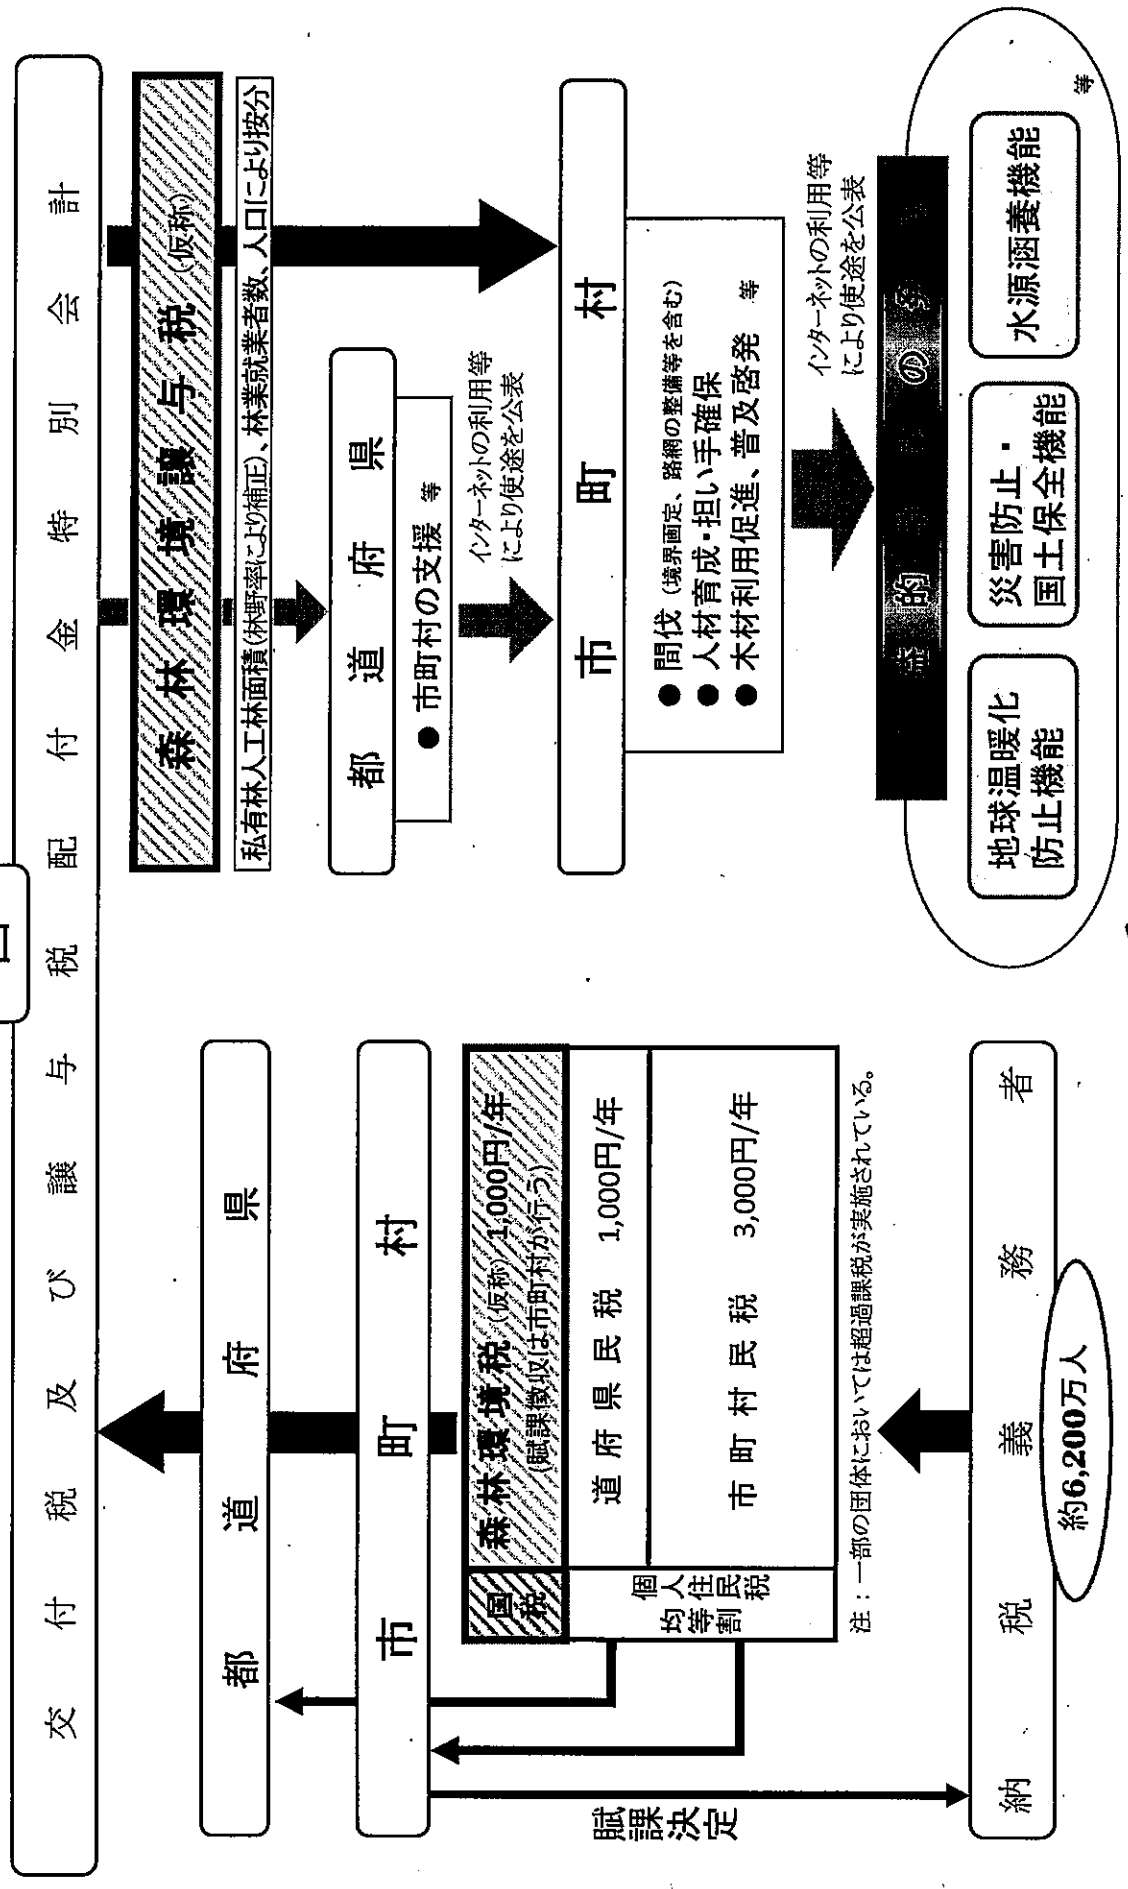 交付税及び譲与税配付金特別会計
都道府県
市町村
国税
森林環境税(仮称) 1,000円/年
(賦課徴収は市町村が行う)
個人住民税
均等割
道府県民税 1,000円/年
市町村民税 3,000円/年
注：一部の団体においては超過課税が実施されている。
賦課決定
納税義務者
約6,200万人
森林環境譲与税(仮称)
私有林人工林面積(林野率により補正)、林業就業者数、人口により按分
都道府県
●市町村の支援 等
インターネットの利用等
により使途を公表
市町村
●間伐(境界画定、路網の整備等を含む)
●人材育成・担い手確保
●木材利用促進、普及啓発 等
インターネットの利用等
により使途を公表
益的
の
地球温暖化
防止機能
災害防止・
国土保全機能
水源涵養機能
等